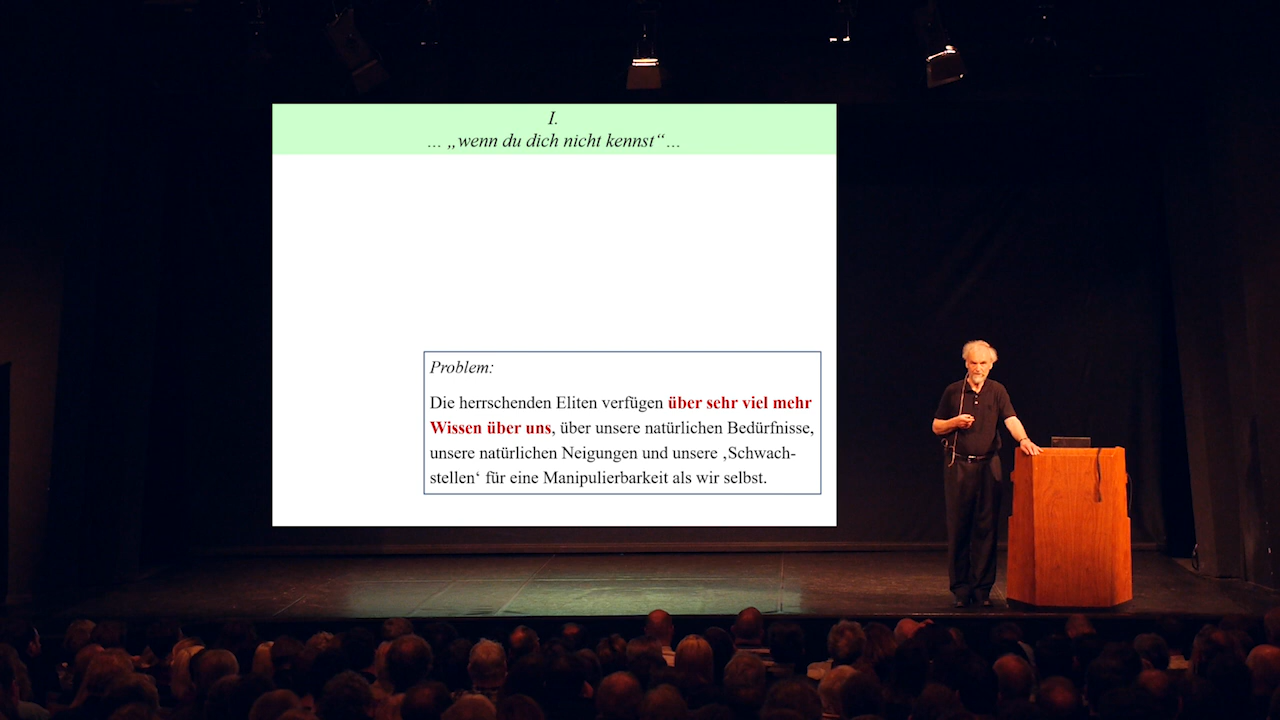 I.
… „wenn du dich nicht kennst“…
Problem:
Die herrschenden Eliten verfügen über sehr viel mehr
Wissen über uns, über unsere natürlichen Bedürfnisse,
unsere natürlichen Neigungen und unsere ‚Schwach-
stellen‘ für eine Manipulierbarkeit als wir selbst.